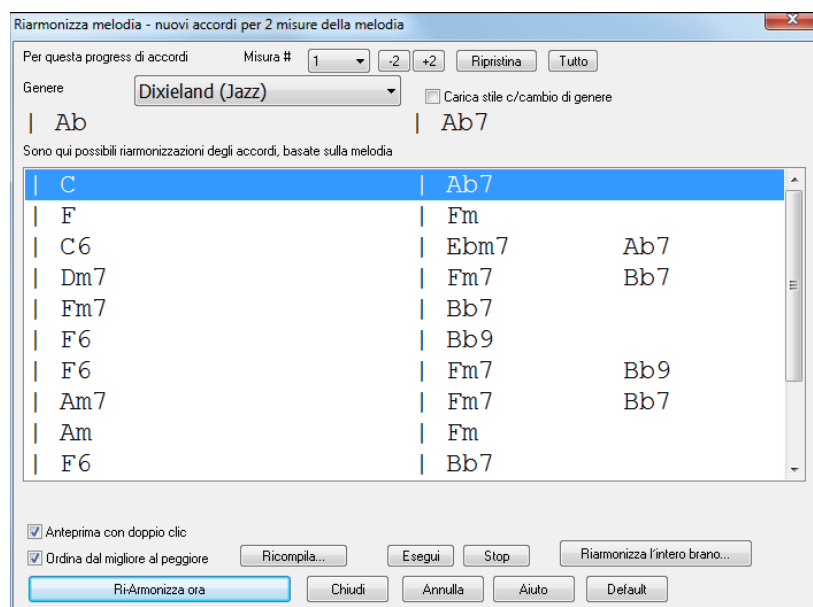 Riarmonizza melodia - nuovi accordi per 2 misure della melodia
Per questa progress di accordi Misura # 1 -2 +2 Ripristina Tutto
Genere Dixieland (Jazz) Carica stile c/cambio di genere
| Ab | Ab7
Sono qui possibili riarmonizzazioni degli accordi, basate sulla melodia
| C | Ab7
| F | Fm
| C6 | Ebm7 Ab7
| Dm7 | Fm7 Bb7
| Fm7 | Bb7
| F6 | Bb9
| F6 | Fm7 Bb9
| Am7 | Fm7 Bb7
| Am | Fm
| F6 | Bb7
Anteprima con doppio clic
Ordina dal migliore al peggiore Ricompila... Esegui Stop Riarmonizza l'intero brano...
Ri-Armonizza ora Chiudi Annulla Aiuto Default